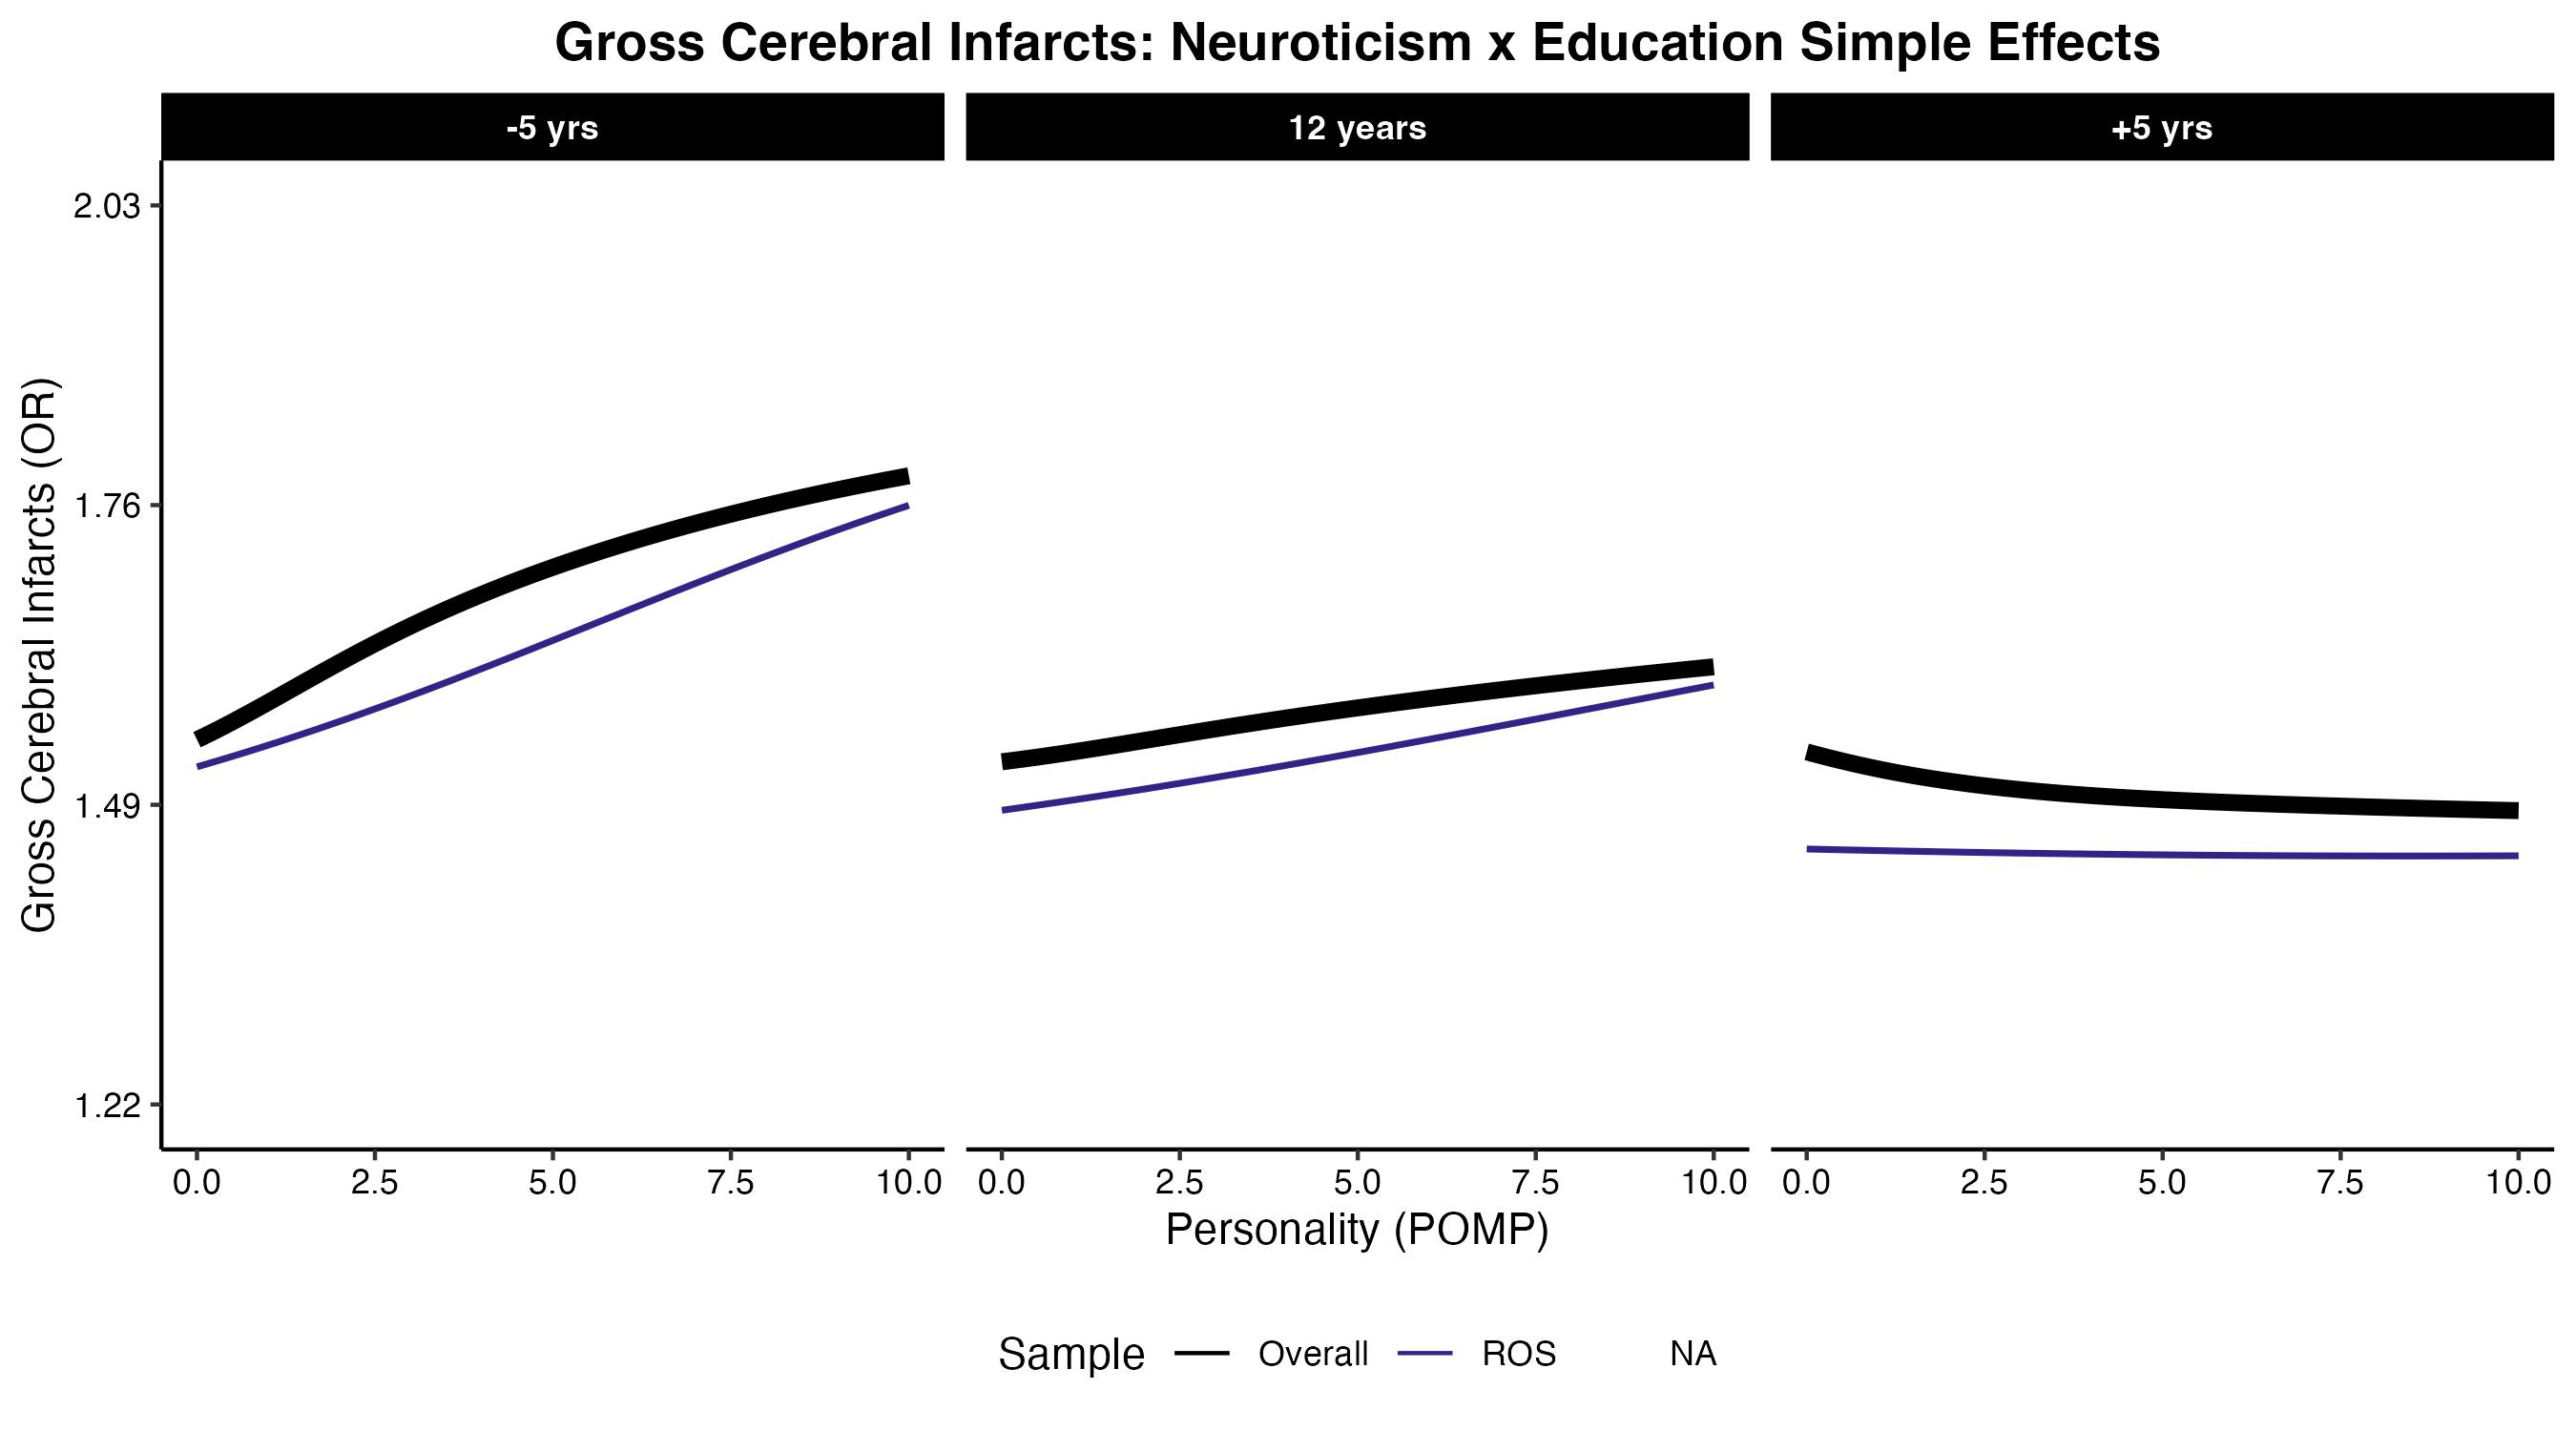 Gross Cerebral Infarcts: Neuroticism x Education Simple Effects
-5 yrs
12 years
+5 yrs
Gross Cerebral Infarcts (OR)
2.03
1.76
1.49
1.22
0.0 2.5 5.0 7.5 10.0
0.0 2.5 5.0 7.5 10.0
0.0 2.5 5.0 7.5 10.0
Personality (POMP)
Sample Overall ROS NA